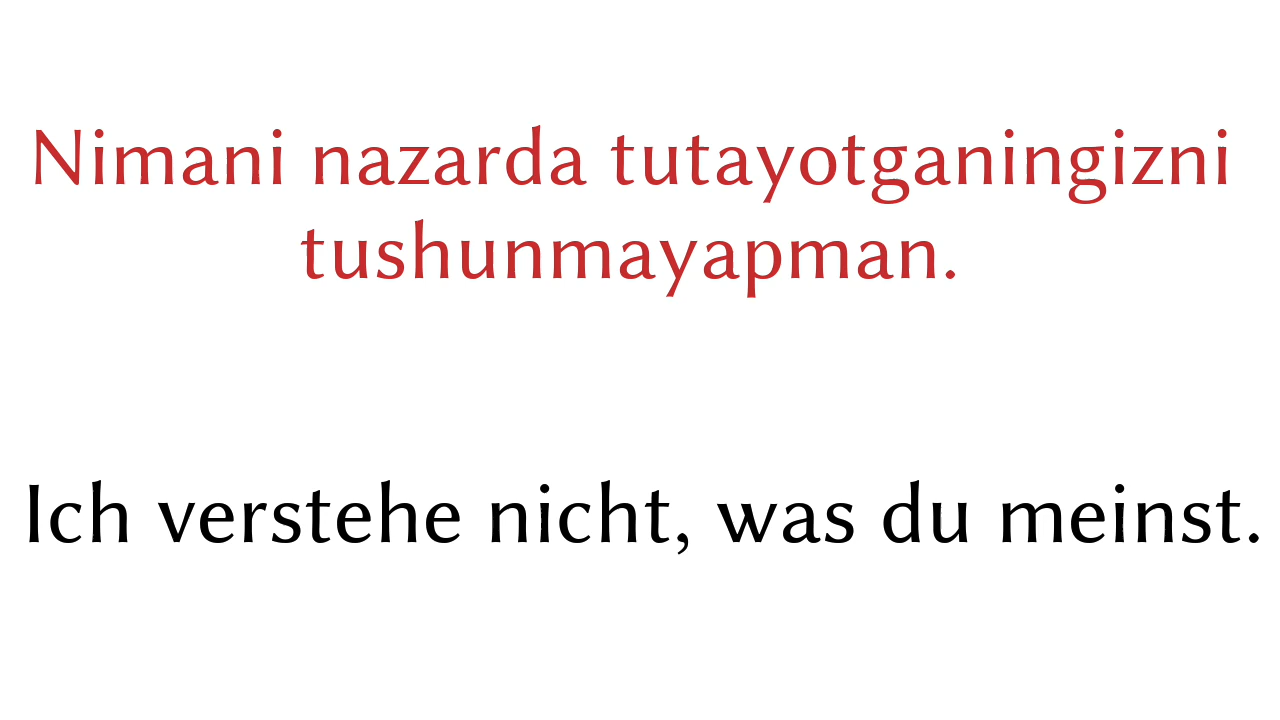 Nimani nazarda tutayotganingizni
tushunmayapman.
Ich verstehe nicht, was du meinst.